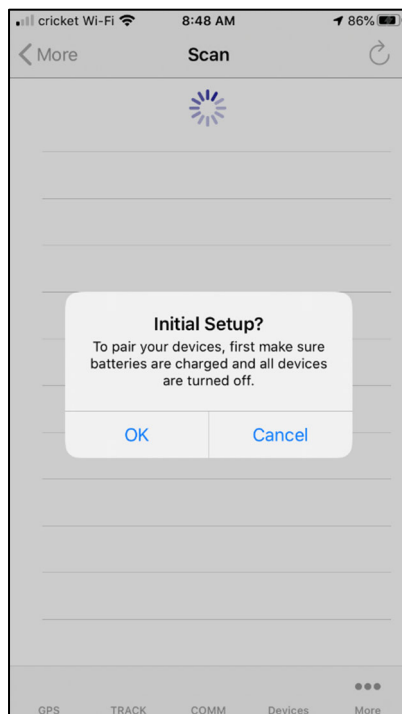 cricket Wi-Fi 8:48 AM 86%
More Scan
Initial Setup?
To pair your devices, first make sure
batteries are charged and all devices
are turned off.
OK Cancel
GPS TRACK COMM Devices More